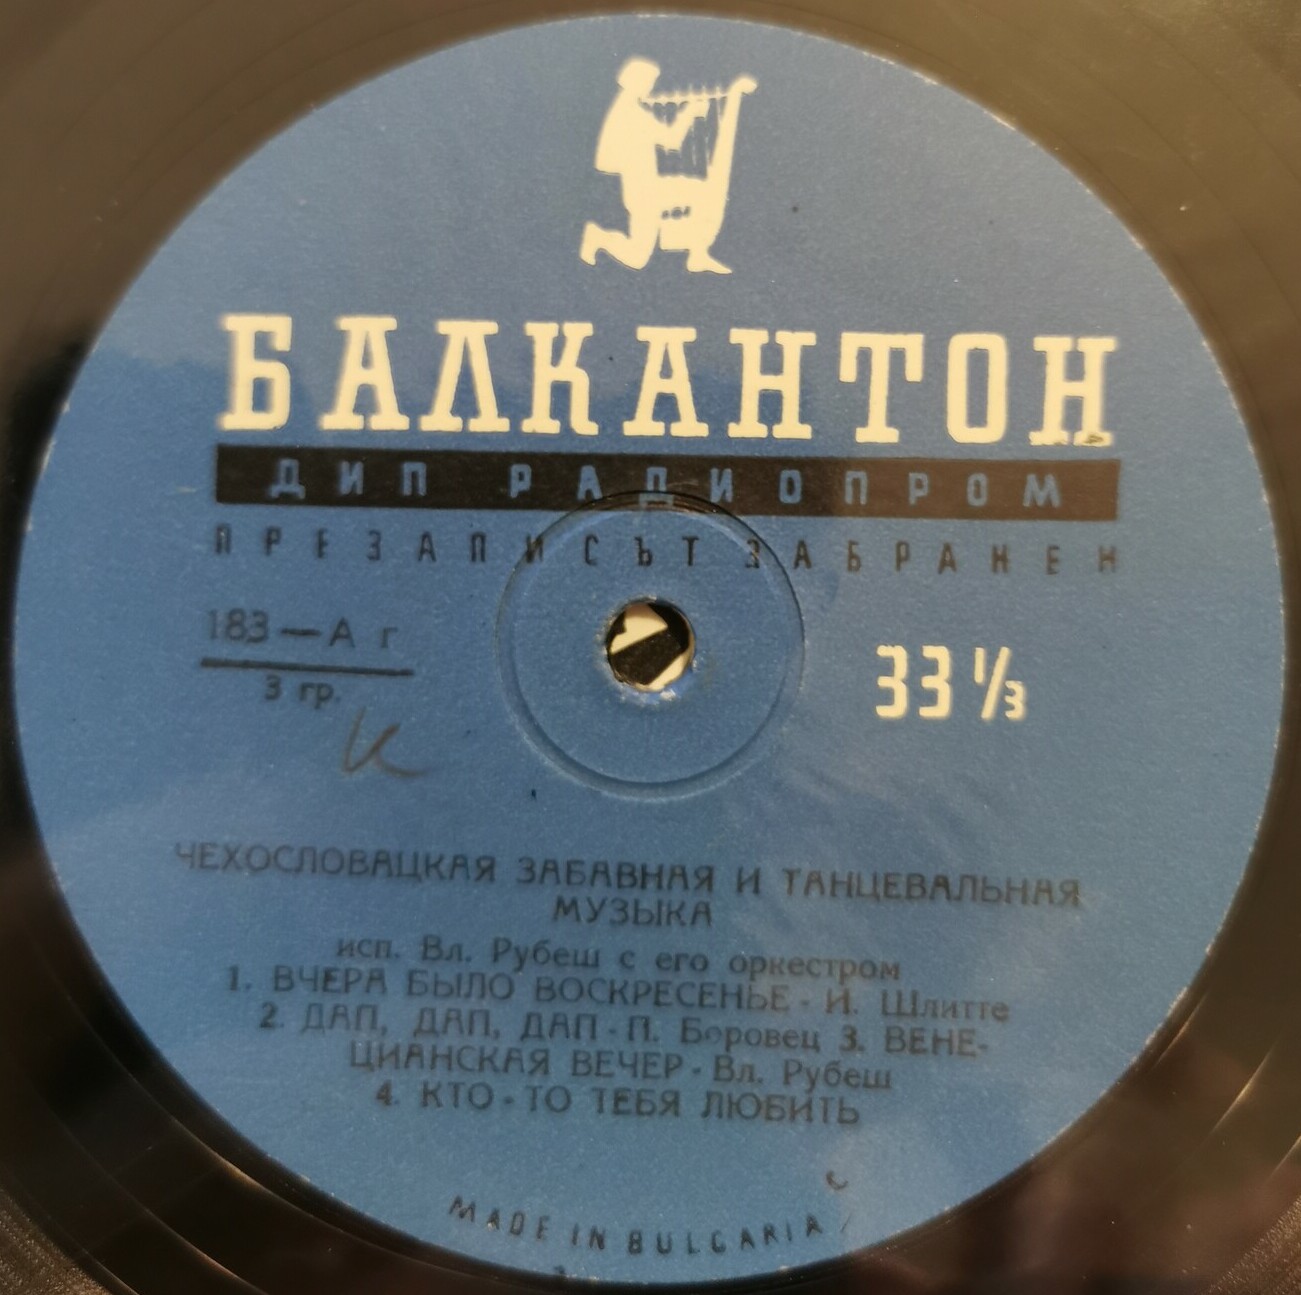 БАЛКАНТОН
ДИП РАДИОПРОМ
ПРЕЗАПИСЪТ ЗАБРАНЕН
183 — А г
3 гр.
33 1/3
К
ЧЕХОСЛОВАЦКАЯ ЗАБАВНАЯ И ТАНЦЕВАЛЬНАЯ
МУЗЫКА
исп. Вл. Рубеш с его оркестром
1. ВЧЕРА БЫЛО ВОСКРЕСЕНЬЕ - И. Шлитте
2. ДАП, ДАП, ДАП - П. Боровец 3. ВЕНЕ-
ЦИАНСКАЯ ВЕЧЕР - Вл. Рубеш
4. КТО - ТО ТЕБЯ ЛЮБИТЬ
MADE IN BULGARIA